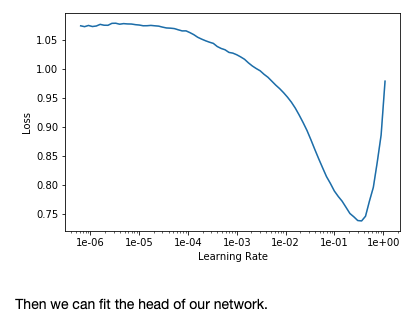 1.05
1.00
0.95
0.90
0.85
0.80
0.75
Loss
1e-06 1e-05 1e-04 1e-03 1e-02 1e-01 1e+00
Learning Rate
Then we can fit the head of our network.